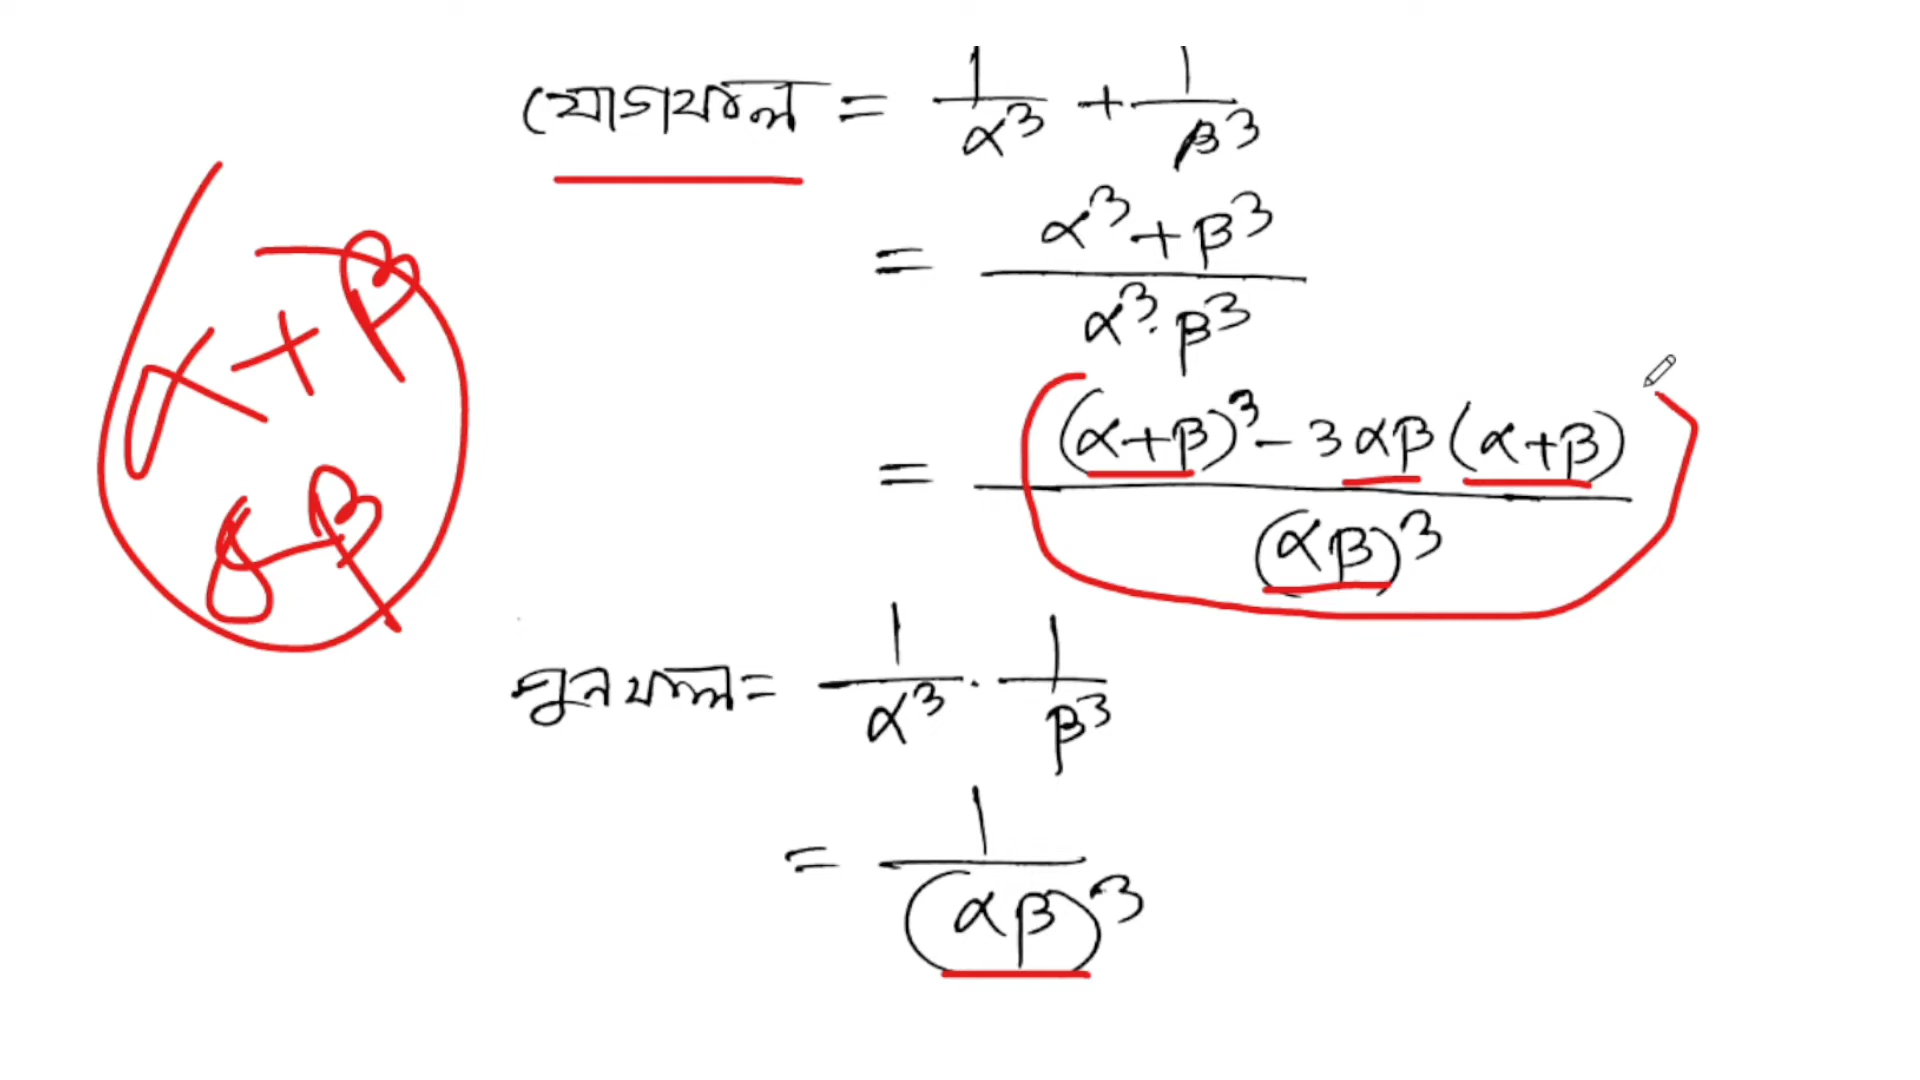 যোগফল = 1/α³ + 1/β³
= (α³ + β³)/(α³·β³)
α + β
= ((α+β)³ - 3αβ(α+β))/(αβ)³
αβ
গুনফল = 1/α³ · 1/β³
= 1/(αβ)³